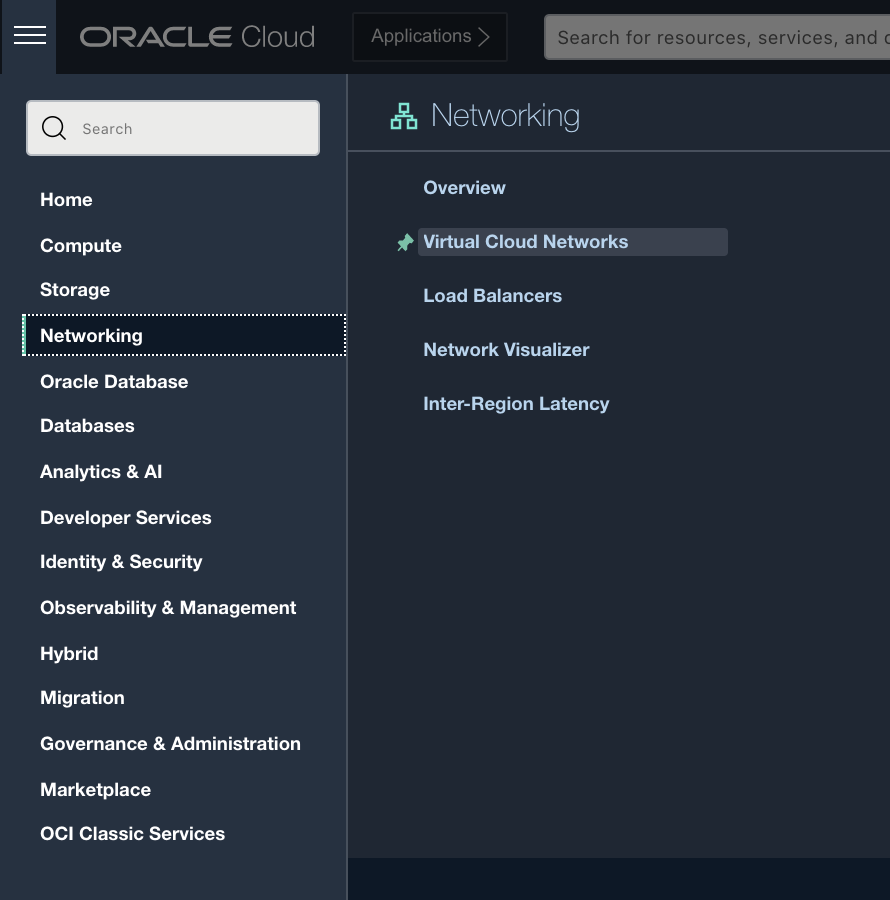 ORACLE Cloud
Applications
Search for resources, services, and
Search
Home
Compute
Storage
Networking
Oracle Database
Databases
Analytics & AI
Developer Services
Identity & Security
Observability & Management
Hybrid
Migration
Governance & Administration
Marketplace
OCI Classic Services
Networking
Overview
Virtual Cloud Networks
Load Balancers
Network Visualizer
Inter-Region Latency